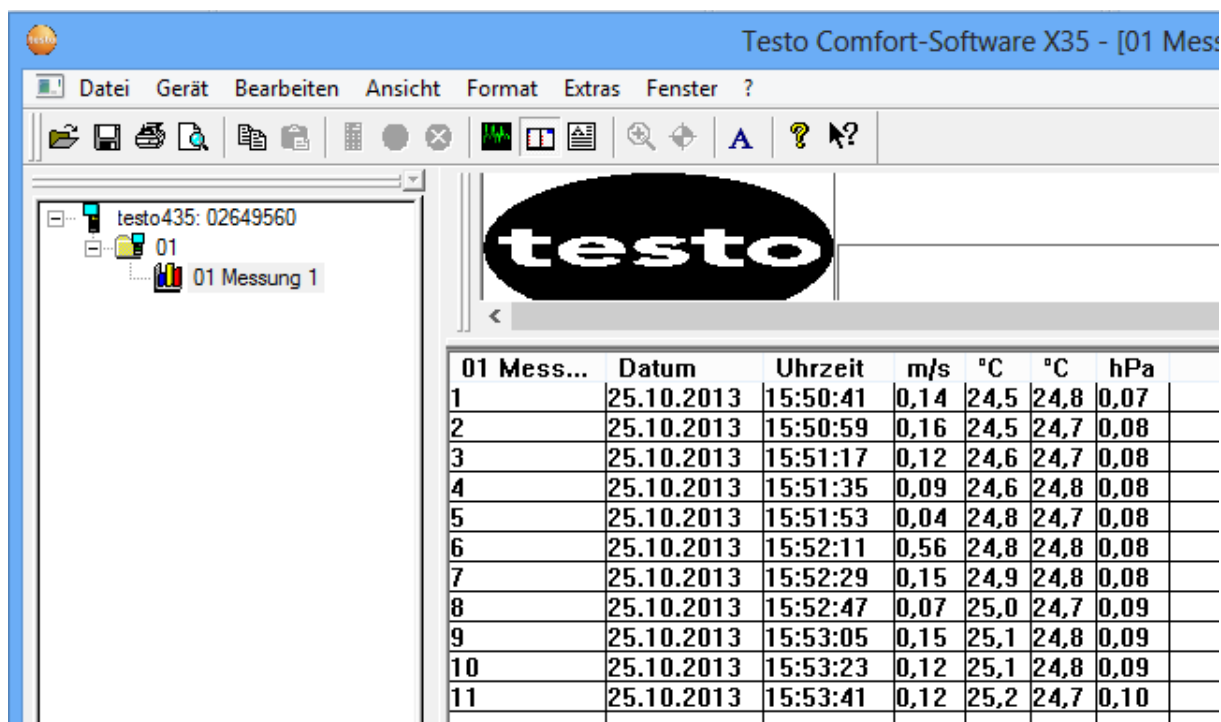 testo
Testo Comfort-Software X35 - [01 Mess
Datei Gerät Bearbeiten Ansicht Format Extras Fenster ?
A ? ?
testo435: 02649560
01
01 Messung 1
testo
01 Mess... Datum Uhrzeit m/s °C °C hPa
1 25.10.2013 15:50:41 0,14 24,5 24,8 0,07
2 25.10.2013 15:50:59 0,16 24,5 24,7 0,08
3 25.10.2013 15:51:17 0,12 24,6 24,7 0,08
4 25.10.2013 15:51:35 0,09 24,6 24,8 0,08
5 25.10.2013 15:51:53 0,04 24,8 24,7 0,08
6 25.10.2013 15:52:11 0,56 24,8 24,8 0,08
7 25.10.2013 15:52:29 0,15 24,9 24,8 0,08
8 25.10.2013 15:52:47 0,07 25,0 24,7 0,09
9 25.10.2013 15:53:05 0,15 25,1 24,8 0,09
10 25.10.2013 15:53:23 0,12 25,1 24,8 0,09
11 25.10.2013 15:53:41 0,12 25,2 24,7 0,10